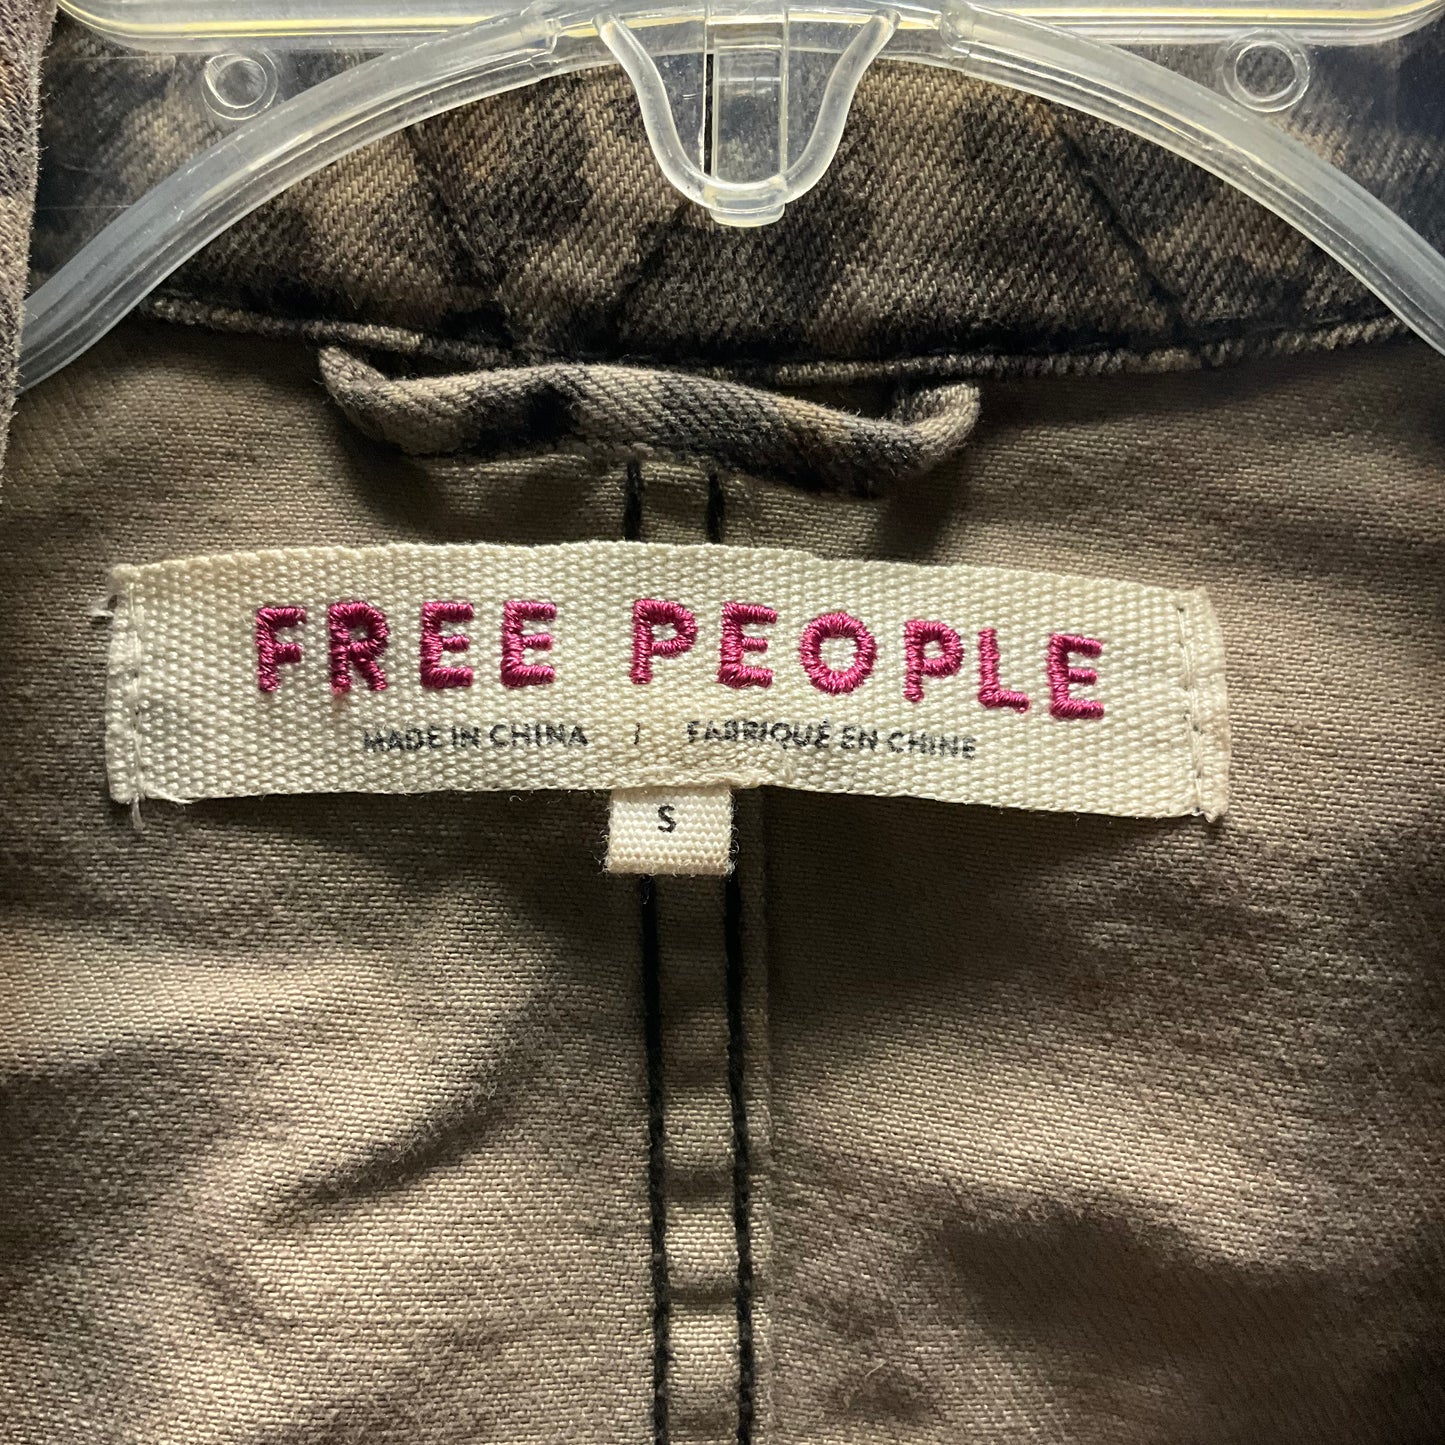 FREE PEOPLE
MADE IN CHINA / FABRIQUÉ EN CHINE
S